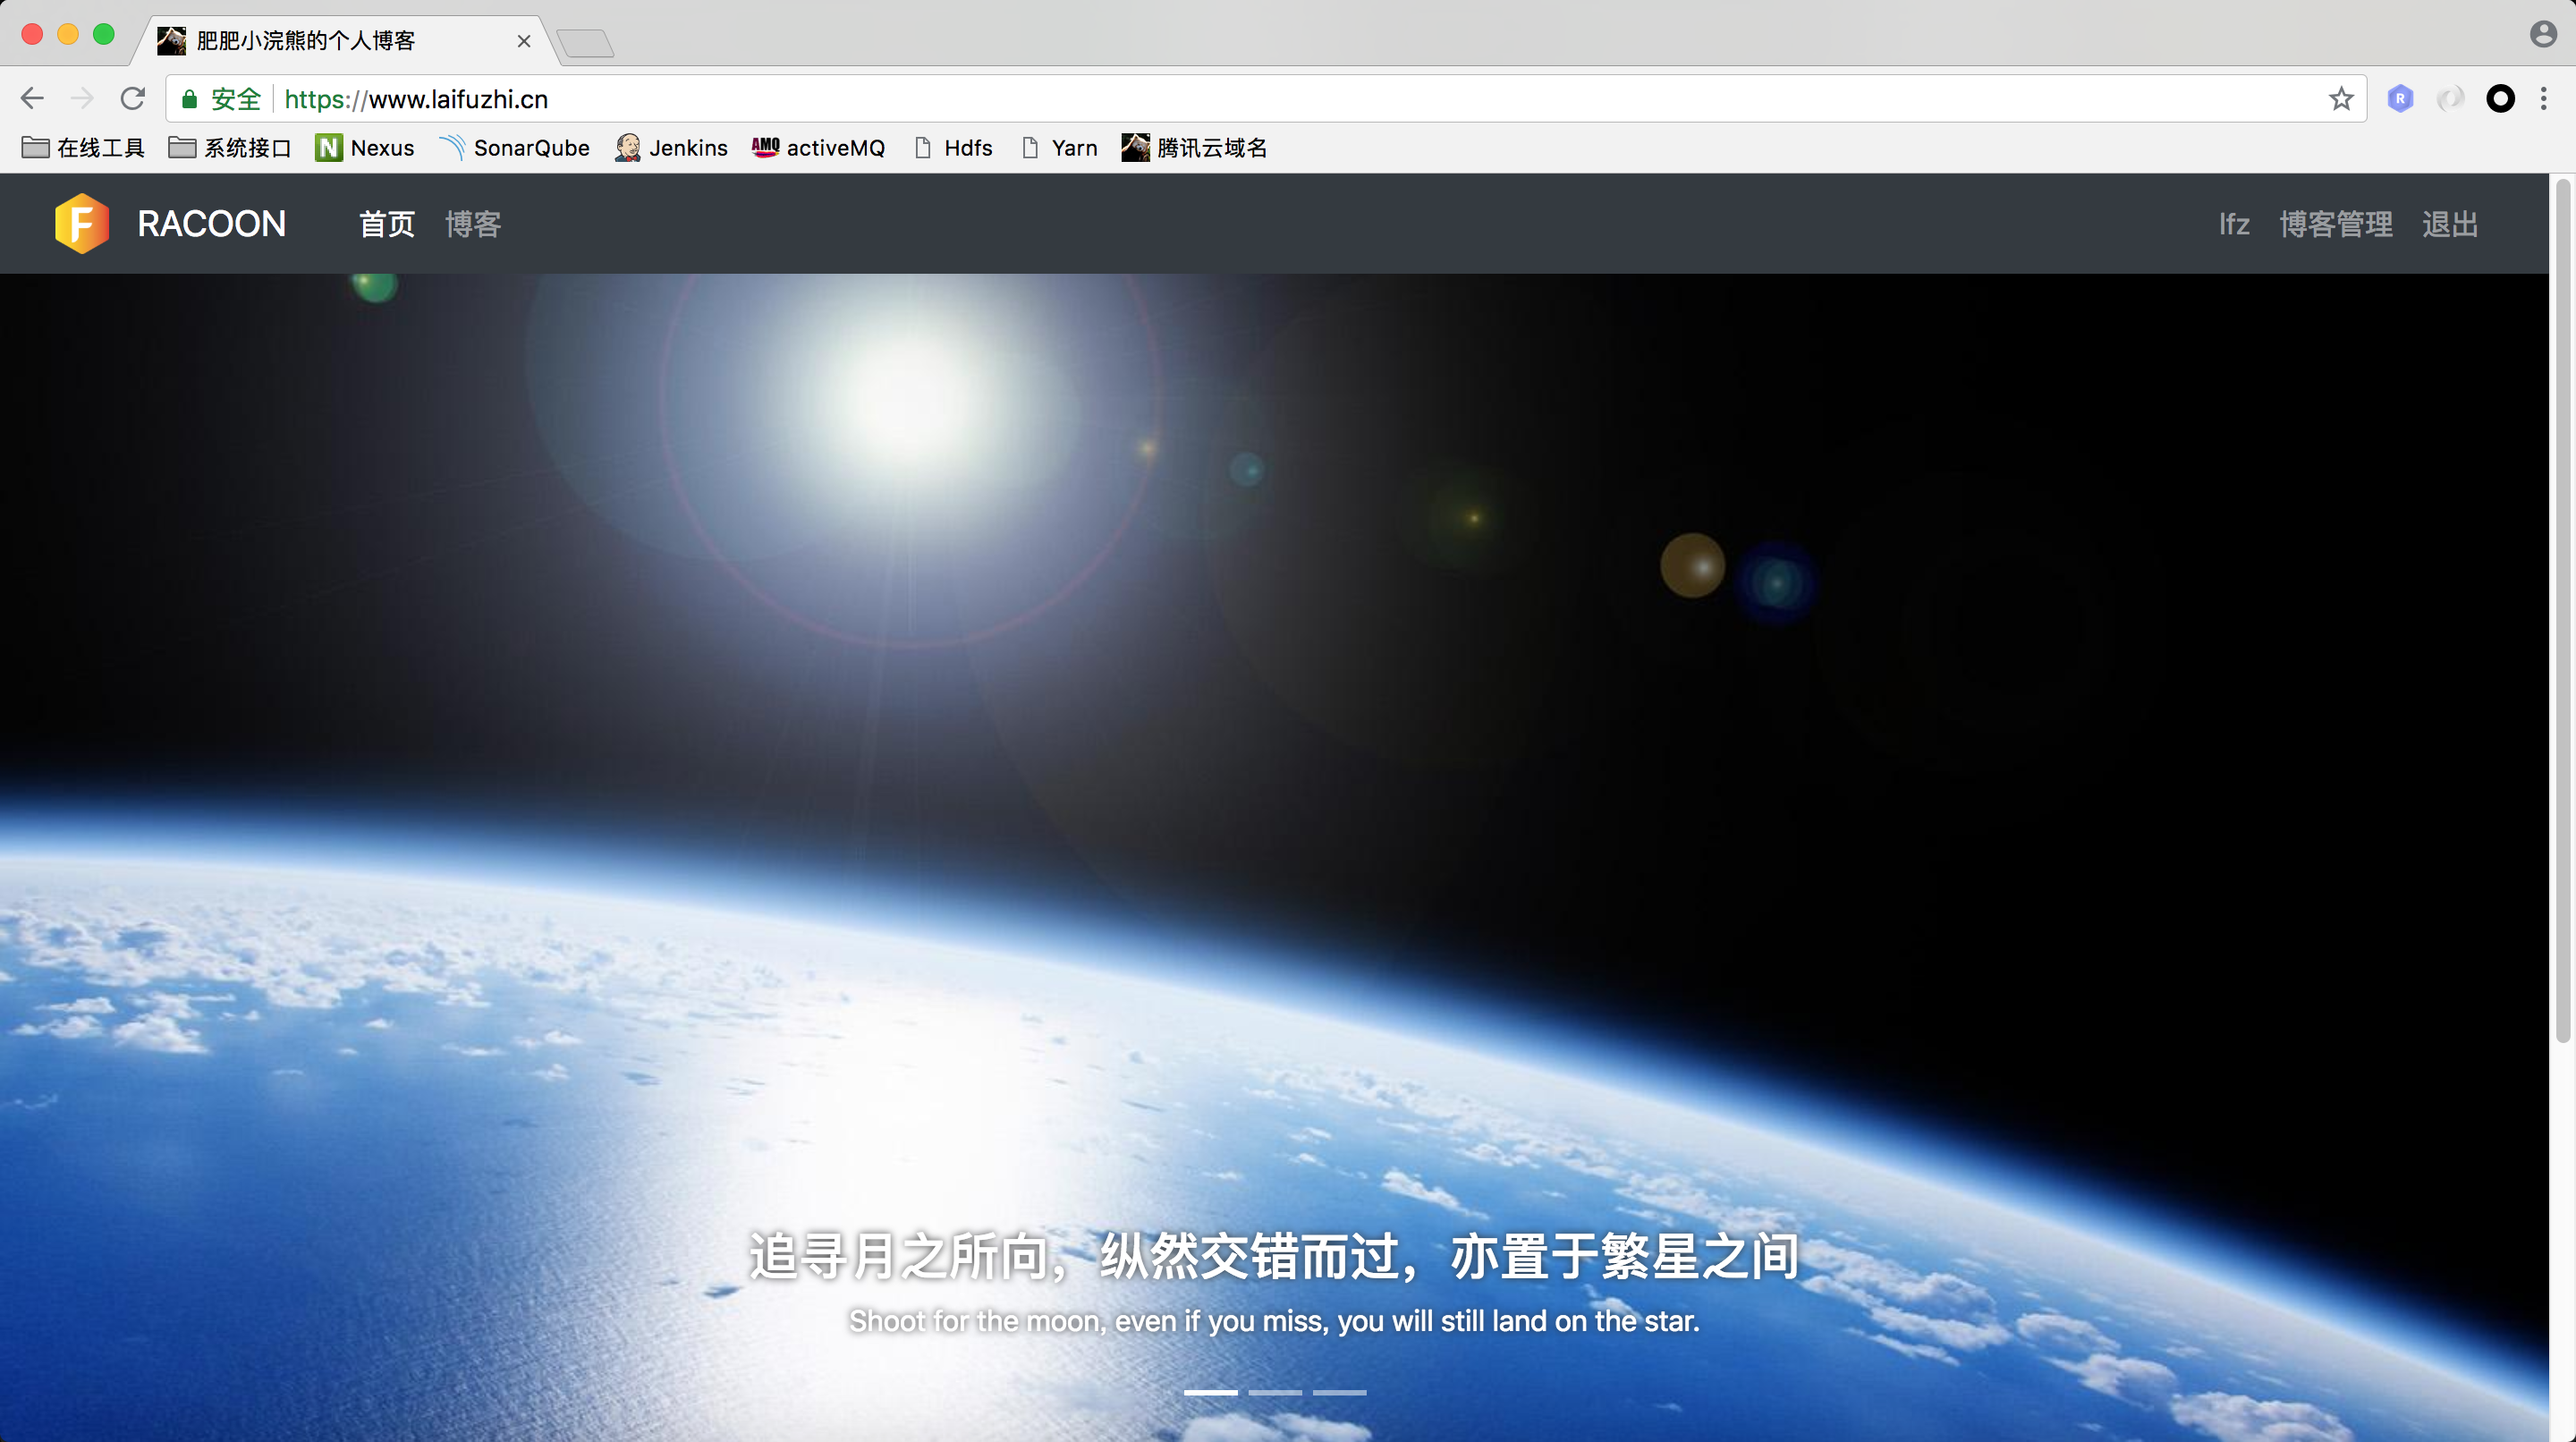 肥肥小浣熊的个人博客
安全 https://www.laifuzhi.cn
在线工具 系统接口 Nexus SonarQube Jenkins AMQ activeMQ Hdfs Yarn 腾讯云域名
F RACOON 首页 博客 lfz 博客管理 退出
追寻月之所向，纵然交错而过，亦置于繁星之间
Shoot for the moon, even if you miss, you will still land on the star.